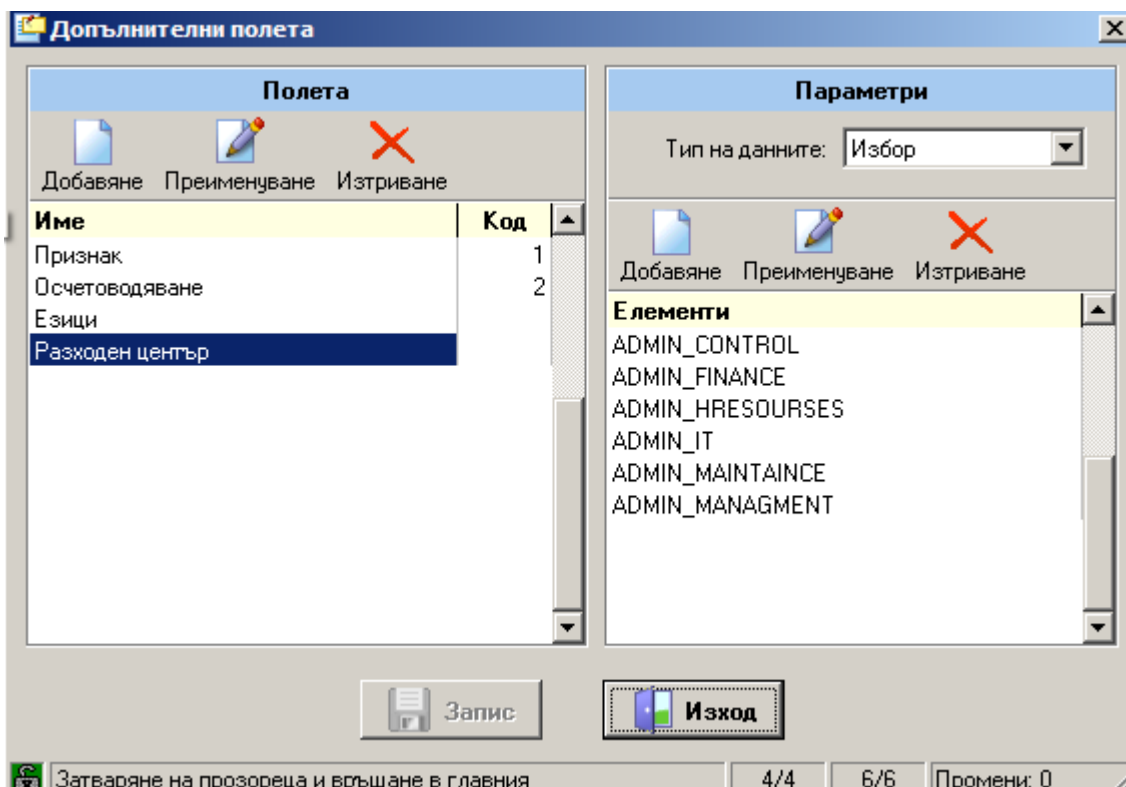 Допълнителни полета
Полета
Добавяне Преименуване Изтриване
Име Код
Признак 1
Осчетоводяване 2
Езици
Разходен център
Параметри
Тип на данните: Избор
Добавяне Преименуване Изтриване
Елементи
ADMIN_CONTROL
ADMIN_FINANCE
ADMIN_HRESOURSES
ADMIN_IT
ADMIN_MAINTAINCE
ADMIN_MANAGMENT
Запис Изход
Затваряне на прозореца и връщане в главния 4/4 6/6 Промени: 0